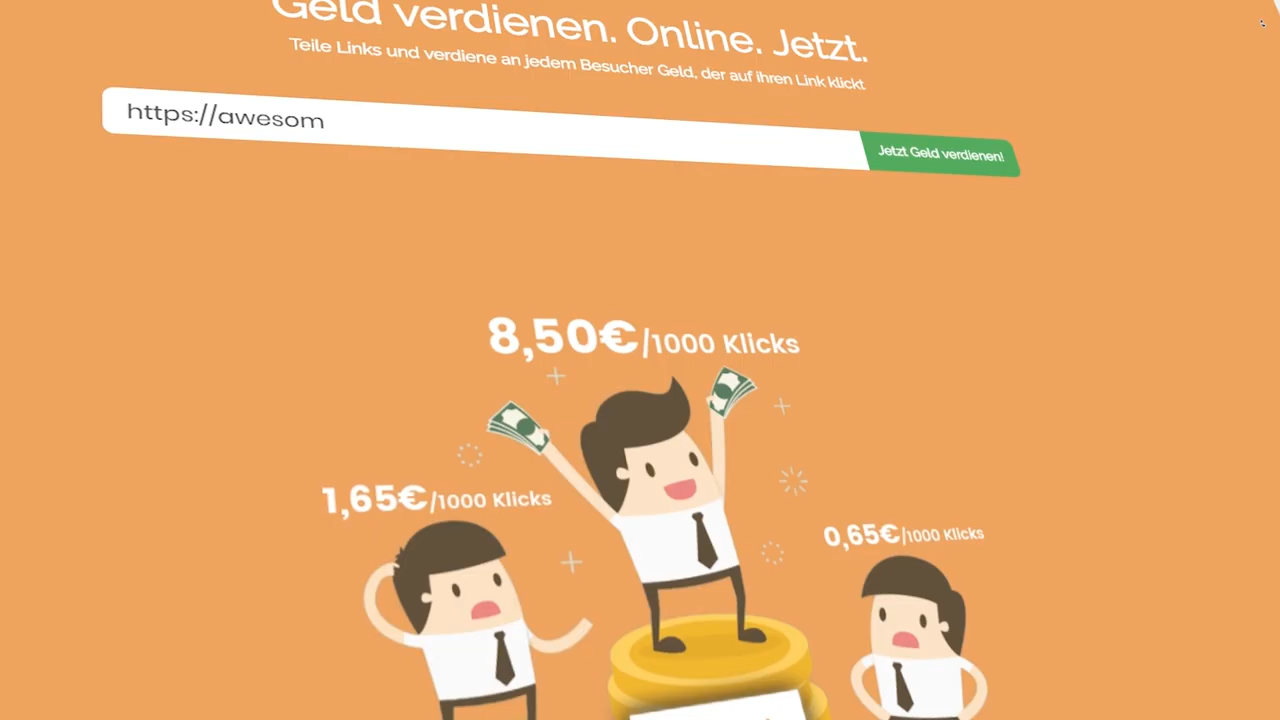 Geld verdienen. Online. Jetzt.
Teile Links und verdiene an jedem Besucher Geld, der auf ihren Link klickt
https://awesom
Jetzt Geld verdienen!
8,50€/1000 Klicks
1,65€/1000 Klicks
0,65€/1000 Klicks